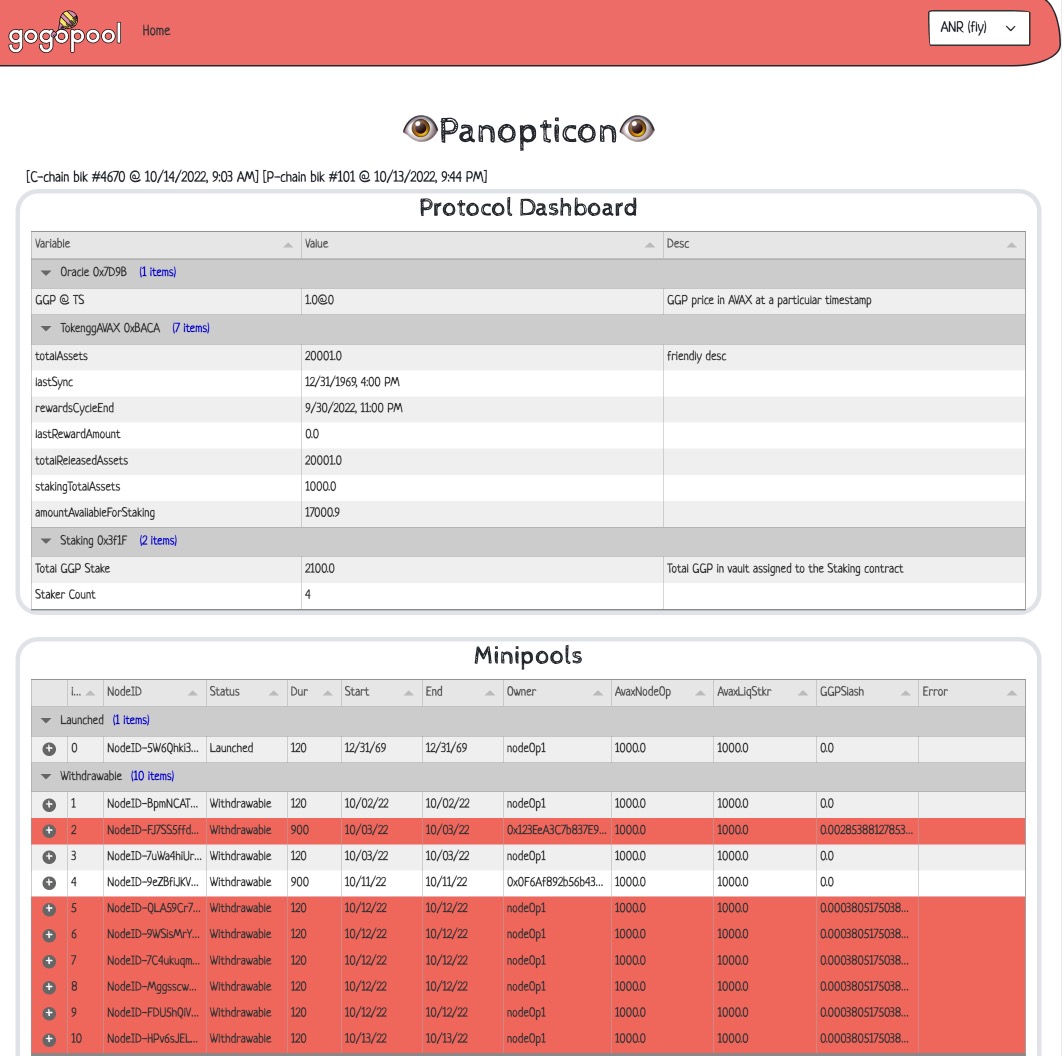 gogopool Home ANR (fly)
Panopticon
[C-chain blk #4670 @ 10/14/2022, 9:03 AM] [P-chain blk #101 @ 10/13/2022, 9:44 PM]
Protocol Dashboard
Variable Value Desc
Oracle 0x7D9B (1 items)
GGP @ TS 1.0@0 GGP price in AVAX at a particular timestamp
TokenggAVAX 0xBACA (7 items)
totalAssets 20001.0 friendly desc
lastSync 12/31/1969, 4:00 PM
rewardsCycleEnd 9/30/2022, 11:00 PM
lastRewardAmount 0.0
totalReleasedAssets 20001.0
stakingTotalAssets 1000.0
amountAvailableForStaking 17000.9
Staking 0x3f1F (2 items)
Total GGP Stake 2100.0 Total GGP in vault assigned to the Staking contract
Staker Count 4
Minipools
i... NodeID Status Dur Start End Owner AvaxNodeOp AvaxLiqStkr GGPSlash Error
Launched (1 items)
0 NodeID-5W6Qhki3... Launched 120 12/31/69 12/31/69 nodeOp1 1000.0 1000.0 0.0
Withdrawable (10 items)
1 NodeID-BpmNCAT... Withdrawable 120 10/02/22 10/02/22 nodeOp1 1000.0 1000.0 0.0
2 NodeID-FJ7SS5ffd... Withdrawable 900 10/03/22 10/03/22 0x123EeA3C7b837E9... 1000.0 1000.0 0.00285388127853...
3 NodeID-7uWa4hiUr... Withdrawable 120 10/03/22 10/03/22 nodeOp1 1000.0 1000.0 0.0
4 NodeID-9eZBfiJKV... Withdrawable 900 10/11/22 10/11/22 0x0F6Af892b56b43... 1000.0 1000.0 0.0
5 NodeID-QLAS9Cr7... Withdrawable 120 10/12/22 10/12/22 nodeOp1 1000.0 1000.0 0.0003805175038...
6 NodeID-9WSisMrY... Withdrawable 120 10/12/22 10/12/22 nodeOp1 1000.0 1000.0 0.0003805175038...
7 NodeID-7C4ukuqm... Withdrawable 120 10/12/22 10/12/22 nodeOp1 1000.0 1000.0 0.0003805175038...
8 NodeID-Mggsscw... Withdrawable 120 10/12/22 10/12/22 nodeOp1 1000.0 1000.0 0.0003805175038...
9 NodeID-FDU5hQiV... Withdrawable 120 10/12/22 10/12/22 nodeOp1 1000.0 1000.0 0.0003805175038...
10 NodeID-HPv6sJEL... Withdrawable 120 10/13/22 10/13/22 nodeOp1 1000.0 1000.0 0.0003805175038...